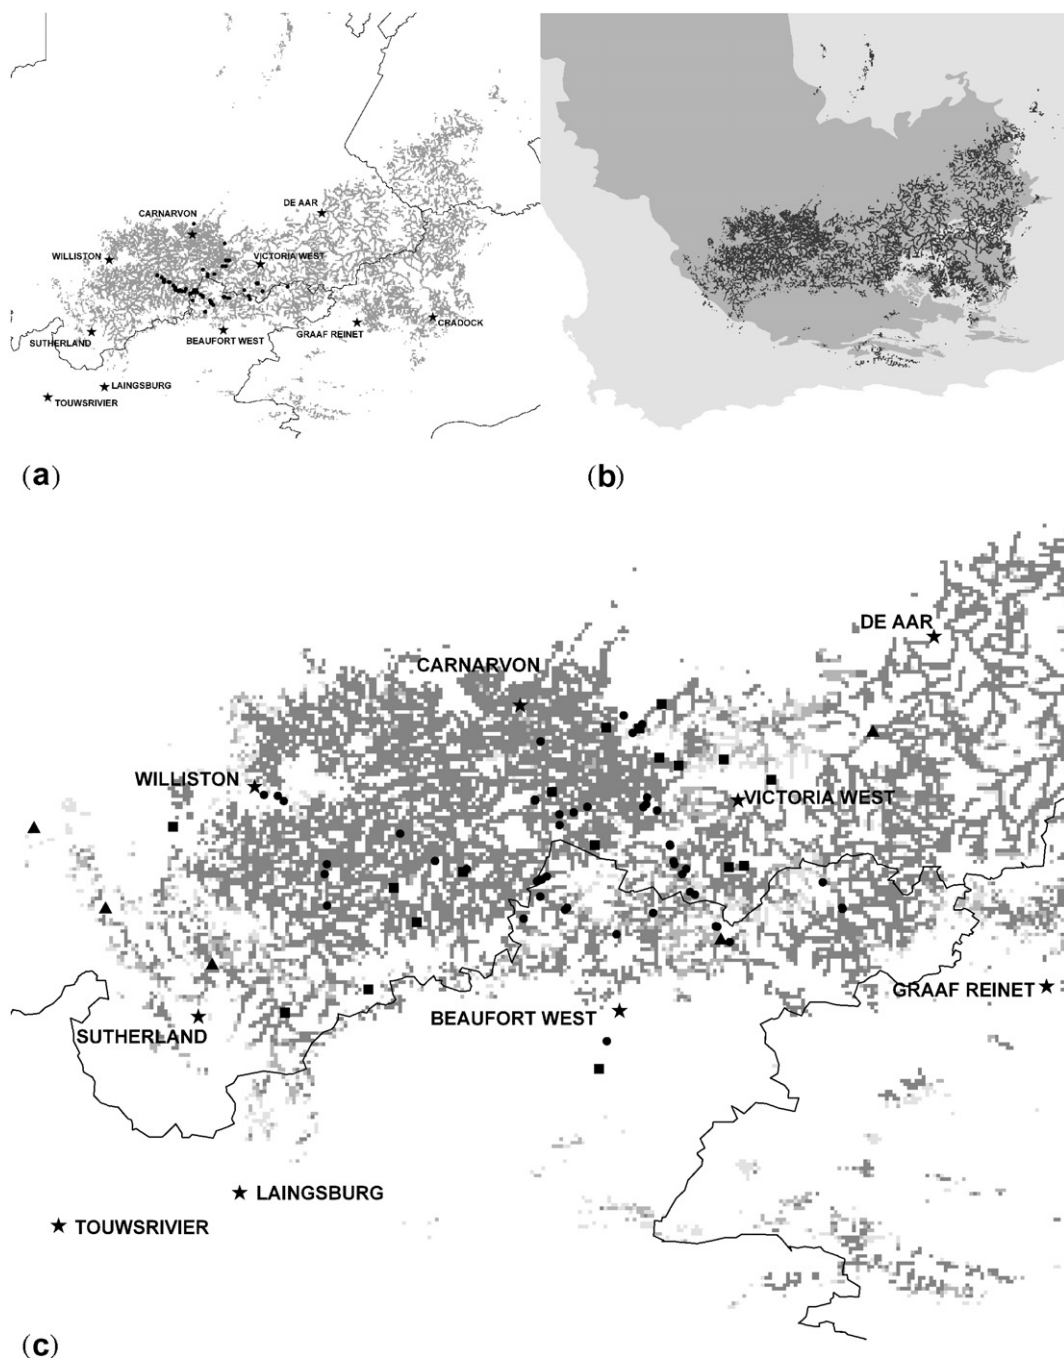 CARNARVON
DE AAR
WILLISTON
VICTORIA WEST
SUTHERLAND
BEAUFORT WEST
GRAAF REINET
CRADOCK
LAINGSBURG
TOUWSRIVIER
(a)
(b)
DE AAR
CARNARVON
WILLISTON
VICTORIA WEST
GRAAF REINET
BEAUFORT WEST
SUTHERLAND
LAINGSBURG
TOUWSRIVIER
(c)